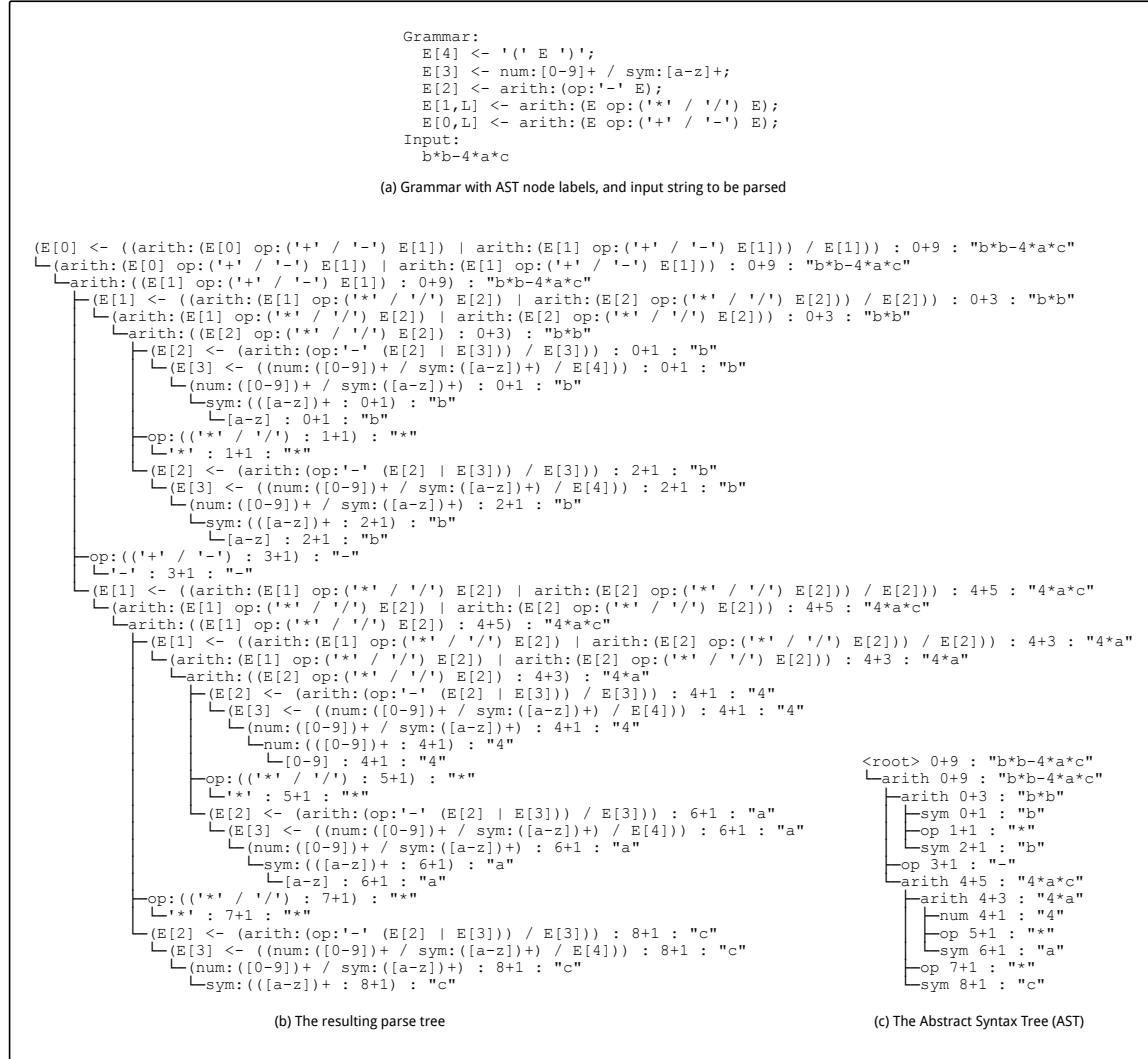 Grammar:
E[4] <- '(' E ')';
E[3] <- num:[0-9]+ / sym:[a-z]+;
E[2] <- arith:(op:'-' E);
E[1,L] <- arith:(E op:('*' / '/') E);
E[0,L] <- arith:(E op:('+' / '-') E);
Input:
b*b-4*a*c
(a) Grammar with AST node labels, and input string to be parsed
(E[0] <- ((arith:(E[0] op:('+' / '-') E[1]) | arith:(E[1] op:('+' / '-') E[1])) / E[1])) : 0+9 : "b*b-4*a*c"
└─(arith:(E[0] op:('+' / '-') E[1]) | arith:(E[1] op:('+' / '-') E[1])) : 0+9 : "b*b-4*a*c"
  └─arith:((E[1] op:('+' / '-') E[1]) : 0+9) : "b*b-4*a*c"
    ├─(E[1] <- ((arith:(E[1] op:('*' / '/') E[2]) | arith:(E[2] op:('*' / '/') E[2])) / E[2])) : 0+3 : "b*b"
    │ └─(arith:(E[1] op:('*' / '/') E[2]) | arith:(E[2] op:('*' / '/') E[2])) : 0+3 : "b*b"
    │   └─arith:((E[2] op:('*' / '/') E[2]) : 0+3) : "b*b"
    │     ├─(E[2] <- (arith:(op:'-' (E[2] | E[3])) / E[3])) : 0+1 : "b"
    │     │ └─(E[3] <- ((num:([0-9])+ / sym:([a-z])+) / E[4])) : 0+1 : "b"
    │     │   └─(num:([0-9])+ / sym:([a-z])+) : 0+1 : "b"
    │     │     └─sym:(([a-z])+ : 0+1) : "b"
    │     │       └─[a-z] : 0+1 : "b"
    │     ├─op:(('*' / '/') : 1+1) : "*"
    │     │ └─'*' : 1+1 : "*"
    │     └─(E[2] <- (arith:(op:'-' (E[2] | E[3])) / E[3])) : 2+1 : "b"
    │       └─(E[3] <- ((num:([0-9])+ / sym:([a-z])+) / E[4])) : 2+1 : "b"
    │         └─(num:([0-9])+ / sym:([a-z])+) : 2+1 : "b"
    │           └─sym:(([a-z])+ : 2+1) : "b"
    │             └─[a-z] : 2+1 : "b"
    ├─op:(('+' / '-') : 3+1) : "-"
    │ └─'-' : 3+1 : "-"
    └─(E[1] <- ((arith:(E[1] op:('*' / '/') E[2]) | arith:(E[2] op:('*' / '/') E[2])) / E[2])) : 4+5 : "4*a*c"
      └─(arith:(E[1] op:('*' / '/') E[2]) | arith:(E[2] op:('*' / '/') E[2])) : 4+5 : "4*a*c"
        └─arith:((E[1] op:('*' / '/') E[2]) : 4+5) : "4*a*c"
          ├─(E[1] <- ((arith:(E[1] op:('*' / '/') E[2]) | arith:(E[2] op:('*' / '/') E[2])) / E[2])) : 4+3 : "4*a"
          │ └─(arith:(E[1] op:('*' / '/') E[2]) | arith:(E[2] op:('*' / '/') E[2])) : 4+3 : "4*a"
          │   └─arith:((E[2] op:('*' / '/') E[2]) : 4+3) : "4*a"
          │     ├─(E[2] <- (arith:(op:'-' (E[2] | E[3])) / E[3])) : 4+1 : "4"
          │     │ └─(E[3] <- ((num:([0-9])+ / sym:([a-z])+) / E[4])) : 4+1 : "4"
          │     │   └─(num:([0-9])+ / sym:([a-z])+) : 4+1 : "4"
          │     │     └─num:(([0-9])+ : 4+1) : "4"
          │     │       └─[0-9] : 4+1 : "4"
          │     ├─op:(('*' / '/') : 5+1) : "*"
          │     │ └─'*' : 5+1 : "*"
          │     └─(E[2] <- (arith:(op:'-' (E[2] | E[3])) / E[3])) : 6+1 : "a"
          │       └─(E[3] <- ((num:([0-9])+ / sym:([a-z])+) / E[4])) : 6+1 : "a"
          │         └─(num:([0-9])+ / sym:([a-z])+) : 6+1 : "a"
          │           └─sym:(([a-z])+ : 6+1) : "a"
          │             └─[a-z] : 6+1 : "a"
          ├─op:(('*' / '/') : 7+1) : "*"
          │ └─'*' : 7+1 : "*"
          └─(E[2] <- (arith:(op:'-' (E[2] | E[3])) / E[3])) : 8+1 : "c"
            └─(E[3] <- ((num:([0-9])+ / sym:([a-z])+) / E[4])) : 8+1 : "c"
              └─(num:([0-9])+ / sym:([a-z])+) : 8+1 : "c"
                └─sym:(([a-z])+ : 8+1) : "c"
(b) The resulting parse tree
<root> 0+9 : "b*b-4*a*c"
└─arith 0+9 : "b*b-4*a*c"
  ├─arith 0+3 : "b*b"
  │ ├─sym 0+1 : "b"
  │ ├─op 1+1 : "*"
  │ └─sym 2+1 : "b"
  ├─op 3+1 : "-"
  └─arith 4+5 : "4*a*c"
    ├─arith 4+3 : "4*a"
    │ ├─num 4+1 : "4"
    │ ├─op 5+1 : "*"
    │ └─sym 6+1 : "a"
    ├─op 7+1 : "*"
    └─sym 8+1 : "c"
(c) The Abstract Syntax Tree (AST)